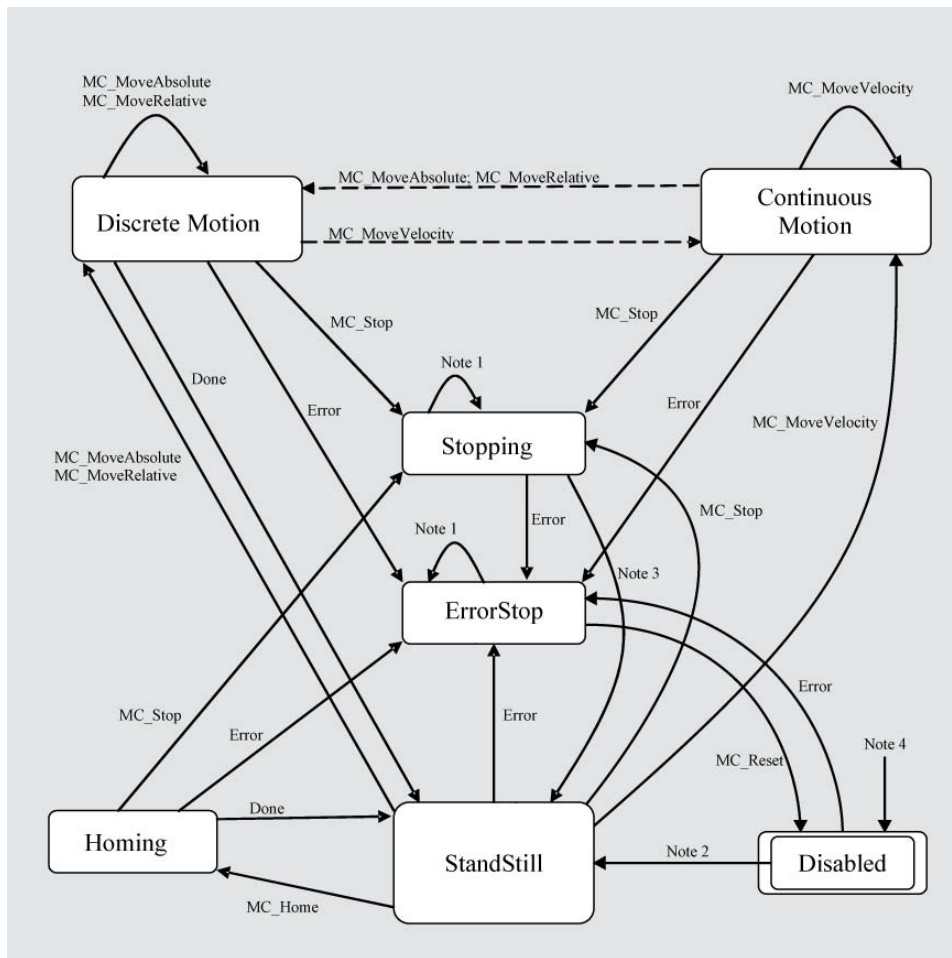 MC_MoveAbsolute
MC_MoveRelative
MC_MoveVelocity
MC_MoveAbsolute; MC_MoveRelative
Discrete Motion
Continuous
Motion
MC_MoveVelocity
MC_Stop
MC_Stop
Note 1
Done
Error
Error
MC_MoveVelocity
Stopping
MC_MoveAbsolute
MC_MoveRelative
MC_Stop
Error
Note 1
Note 3
ErrorStop
MC_Stop
Error
Error
Error
MC_Reset
Note 4
Done
Homing
StandStill
Note 2
Disabled
MC_Home